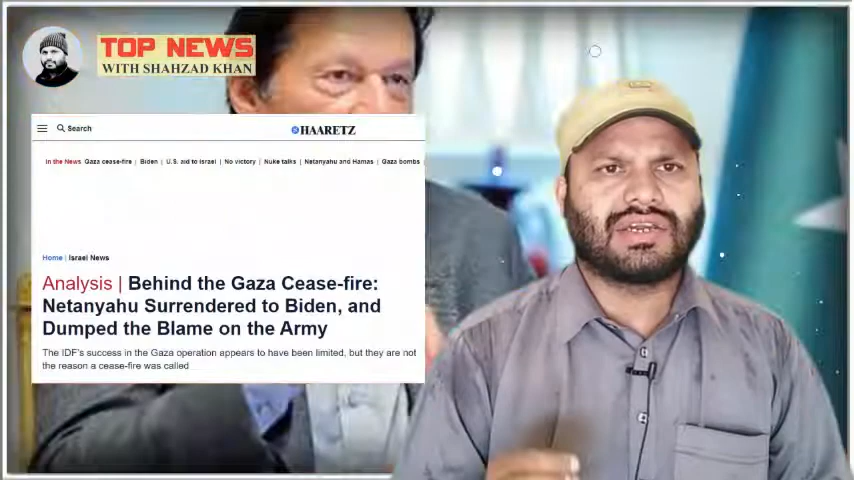 TOP NEWS
WITH SHAHZAD KHAN
Search
HAARETZ
In the News Gaza cease-fire | Biden | U.S. aid to Israel | No victory | Nuke talks | Netanyahu and Hamas | Gaza bombs
Home | Israel News
Analysis | Behind the Gaza Cease-fire:
Netanyahu Surrendered to Biden, and
Dumped the Blame on the Army
The IDF's success in the Gaza operation appears to have been limited, but they are not
the reason a cease-fire was called